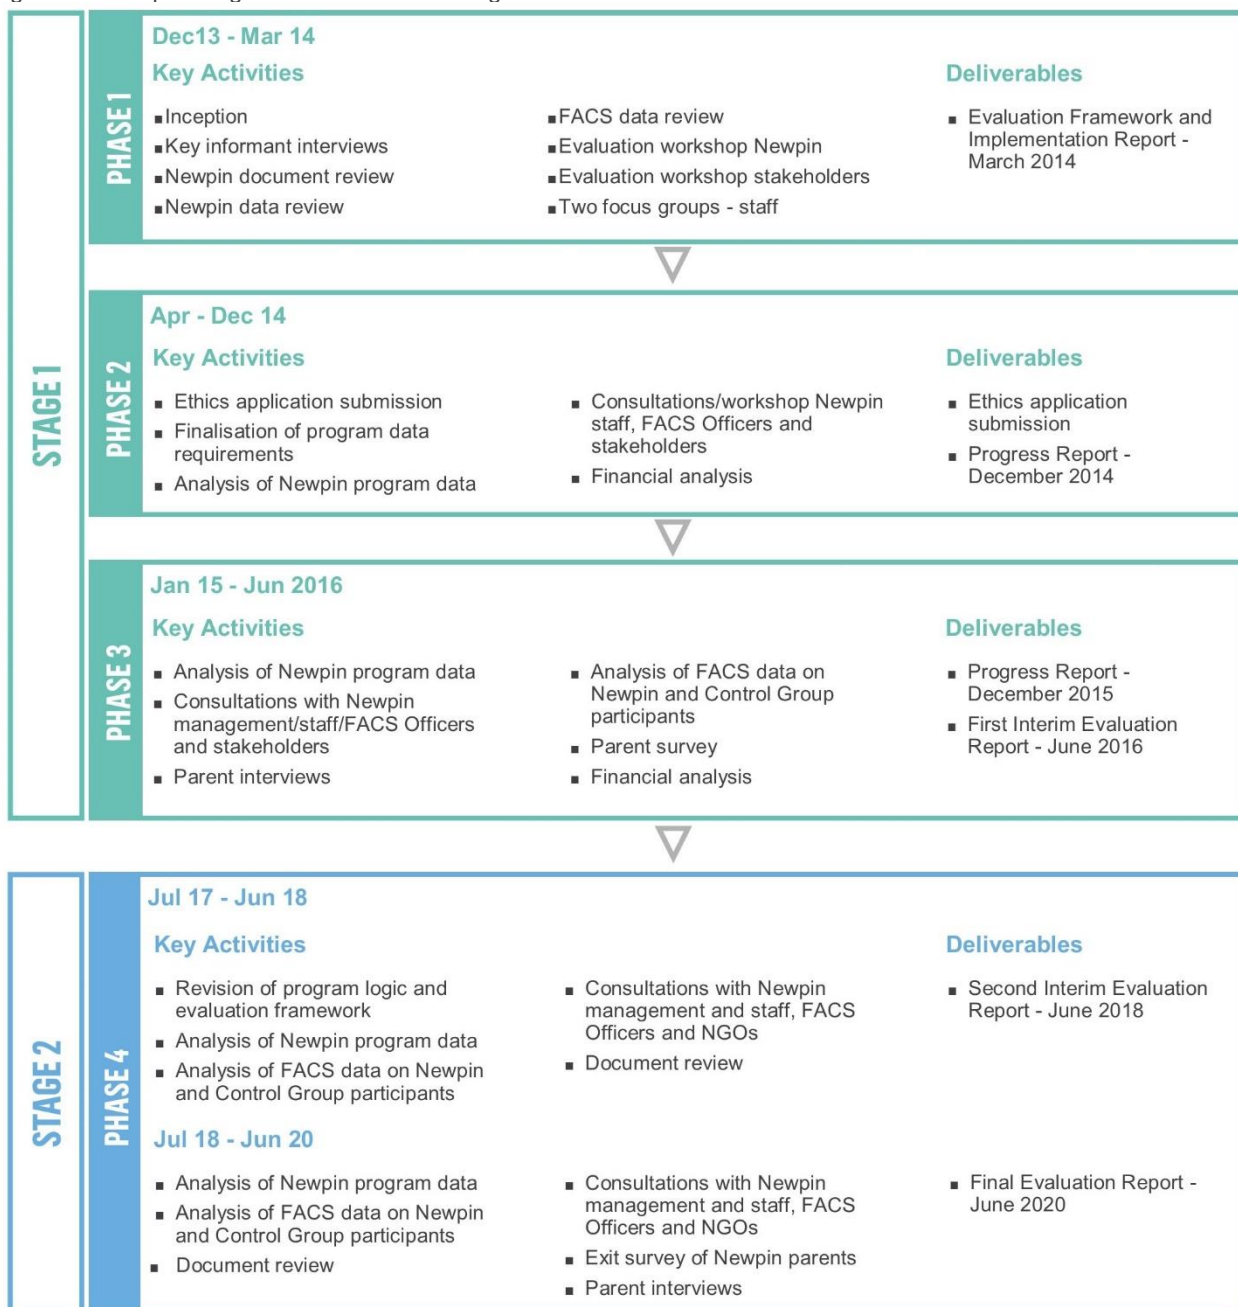 STAGE 1
PHASE 1
Dec13 - Mar 14
Key Activities
■Inception
■Key informant interviews
■Newpin document review
■Newpin data review
■FACS data review
■Evaluation workshop Newpin
■Evaluation workshop stakeholders
■Two focus groups - staff
Deliverables
■ Evaluation Framework and
Implementation Report -
March 2014
PHASE 2
Apr - Dec 14
Key Activities
■ Ethics application submission
■ Finalisation of program data
requirements
■ Analysis of Newpin program data
■ Consultations/workshop Newpin
staff, FACS Officers and
stakeholders
■ Financial analysis
Deliverables
■ Ethics application
submission
■ Progress Report -
December 2014
PHASE 3
Jan 15 - Jun 2016
Key Activities
■ Analysis of Newpin program data
■ Consultations with Newpin
management/staff/FACS Officers
and stakeholders
■ Parent interviews
■ Analysis of FACS data on
Newpin and Control Group
participants
■ Parent survey
■ Financial analysis
Deliverables
■ Progress Report -
December 2015
■ First Interim Evaluation
Report - June 2016
STAGE 2
PHASE 4
Jul 17 - Jun 18
Key Activities
■ Revision of program logic and
evaluation framework
■ Analysis of Newpin program data
■ Analysis of FACS data on Newpin
and Control Group participants
■ Consultations with Newpin
management and staff, FACS
Officers and NGOs
■ Document review
Deliverables
■ Second Interim Evaluation
Report - June 2018
Jul 18 - Jun 20
■ Analysis of Newpin program data
■ Analysis of FACS data on Newpin
and Control Group participants
■ Document review
■ Consultations with Newpin
management and staff, FACS
Officers and NGOs
■ Exit survey of Newpin parents
■ Parent interviews
■ Final Evaluation Report -
June 2020